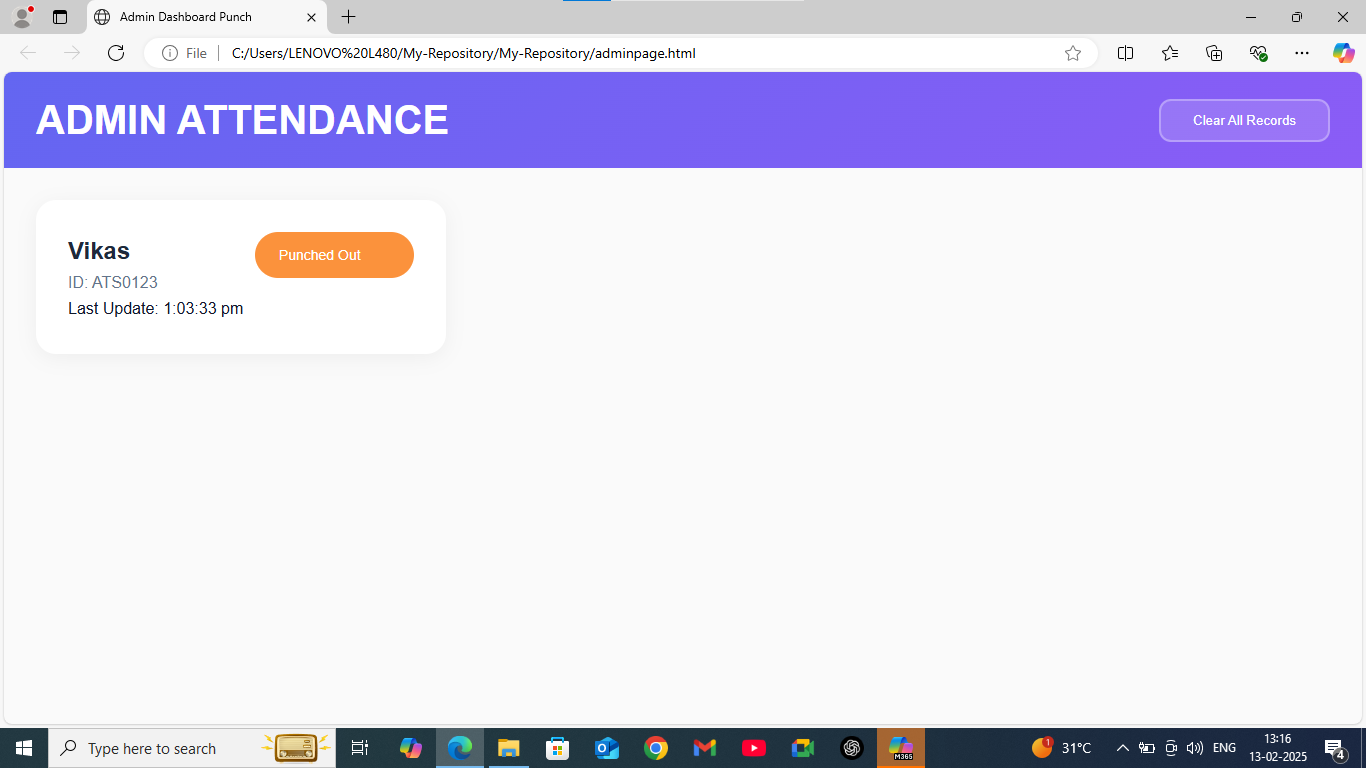 Admin Dashboard Punch
File
C:/Users/LENOVO%20L480/My-Repository/My-Repository/adminpage.html
ADMIN ATTENDANCE
Clear All Records
Vikas
Punched Out
ID: ATS0123
Last Update: 1:03:33 pm
Type here to search
M365
1
31°C
ENG
13:16
13-02-2025
4